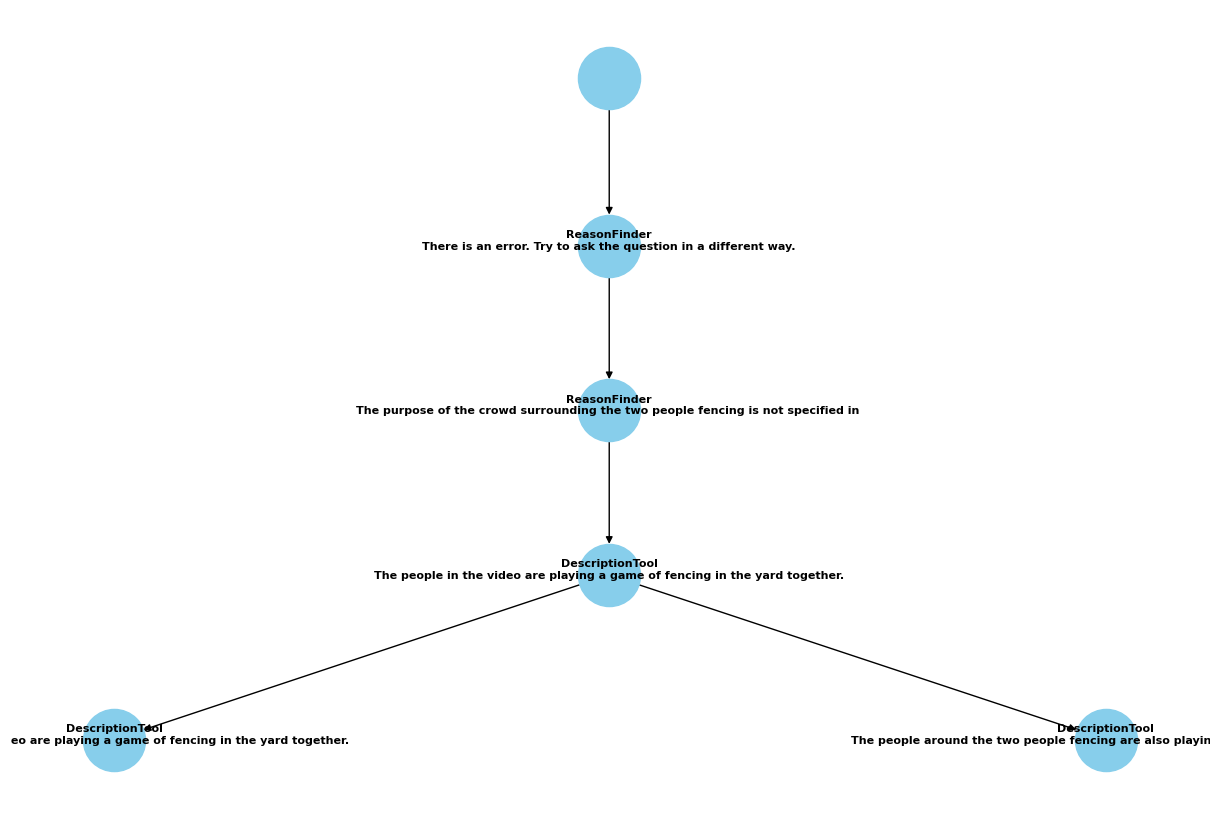 ReasonFinder
There is an error. Try to ask the question in a different way.
ReasonFinder
The purpose of the crowd surrounding the two people fencing is not specified in
DescriptionTool
The people in the video are playing a game of fencing in the yard together.
DescriptionTool
eo are playing a game of fencing in the yard together.
DescriptionTool
The people around the two people fencing are also playin